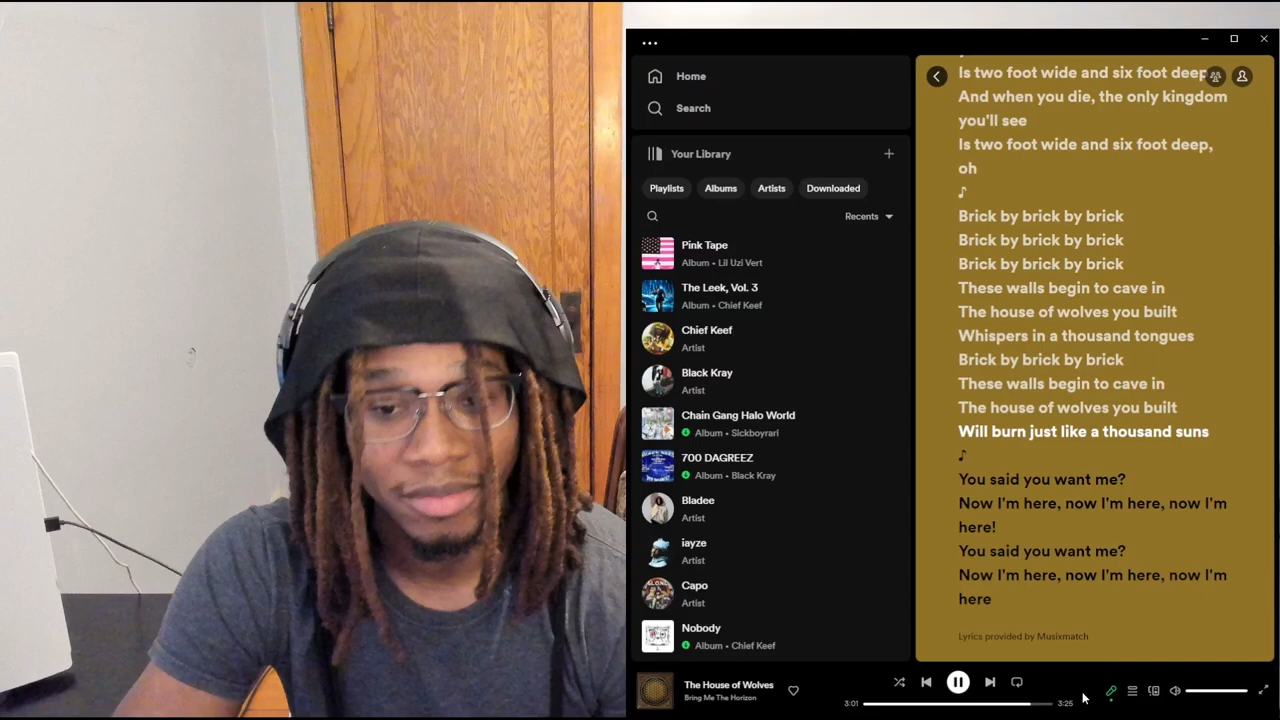 Home
Search
Your Library
Playlists
Albums
Artists
Downloaded
Recents
Pink Tape
Album • Lil Uzi Vert
The Leek, Vol. 3
Album • Chief Keef
Chief Keef
Artist
Black Kray
Artist
Chain Gang Halo World
Album • Sickboyrari
700 DAGREEZ
Album • Black Kray
Bladee
Artist
iayze
Artist
Capo
Artist
Nobody
Album • Chief Keef
Is two foot wide and six foot deep
And when you die, the only kingdom
you'll see
Is two foot wide and six foot deep,
oh
♪
Brick by brick by brick
Brick by brick by brick
Brick by brick by brick
These walls begin to cave in
The house of wolves you built
Whispers in a thousand tongues
Brick by brick by brick
These walls begin to cave in
The house of wolves you built
Will burn just like a thousand suns
♪
You said you want me?
Now I'm here, now I'm here, now I'm
here!
You said you want me?
Now I'm here, now I'm here, now I'm
here
Lyrics provided by Musixmatch
The House of Wolves
Bring Me The Horizon
3:01
3:25